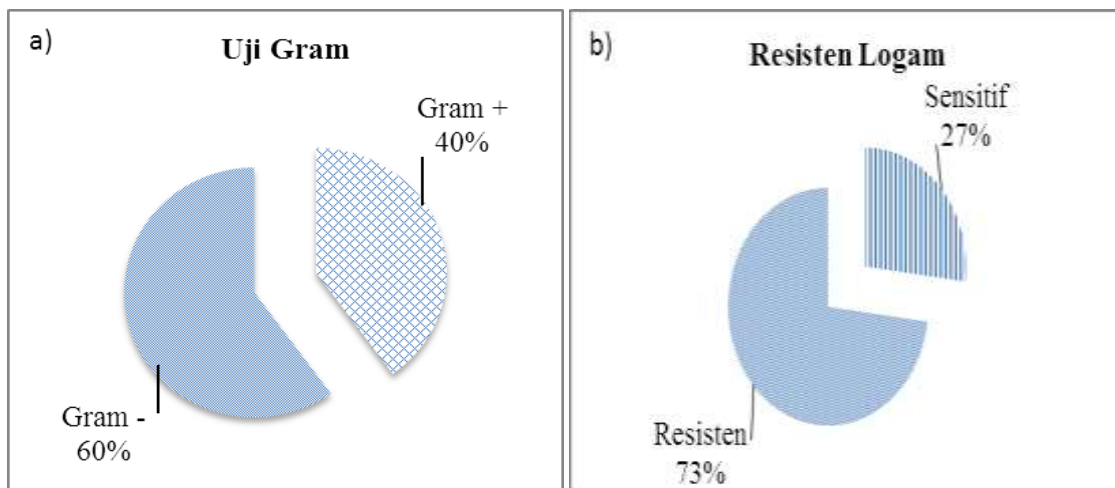 a)
Uji Gram
Gram +
40%
Gram -
60%
b)
Resisten Logam
Sensitif
27%
Resisten
73%